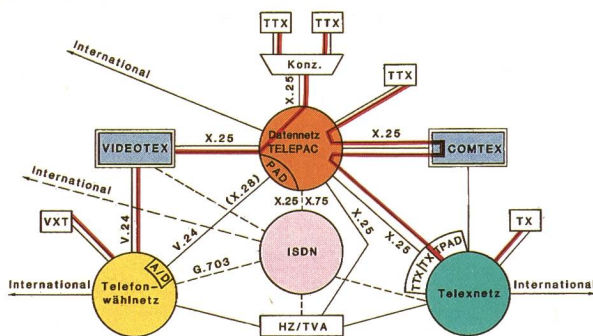 TTX
TTX
Konz.
International
X.25
TTX
X.25
Datennetz
TELEPAC
X.25
VIDEOTEX
COMTEX
PAD
International
(X.28)
X.25 X.75
VXT
V.24
V.24
X.25
X.25
TX
ISDN
TTX/TX
TPAD
A/D
G.703
International
Telefon-
wählnetz
Telexnetz
International
HZ/TVA